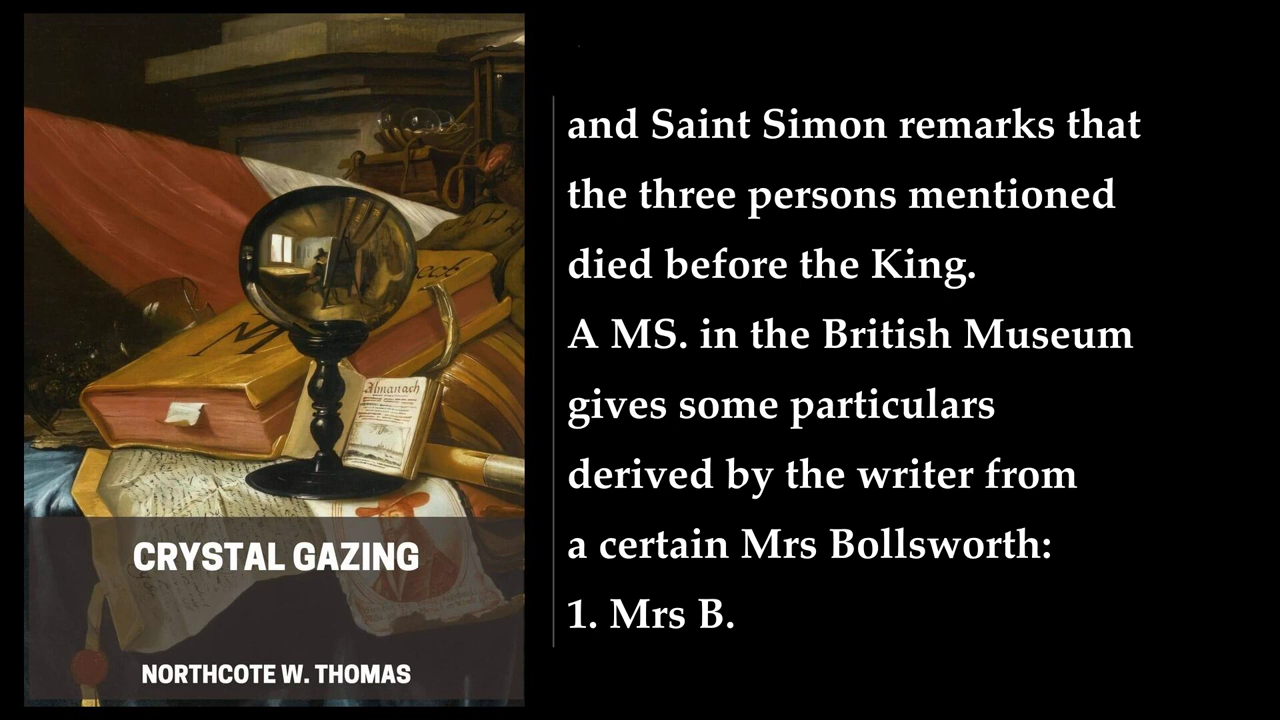 M
Almanach
CRYSTAL GAZING
NORTHCOTE W. THOMAS
and Saint Simon remarks that
the three persons mentioned
died before the King.
A MS. in the British Museum
gives some particulars
derived by the writer from
a certain Mrs Bollsworth:
1. Mrs B.